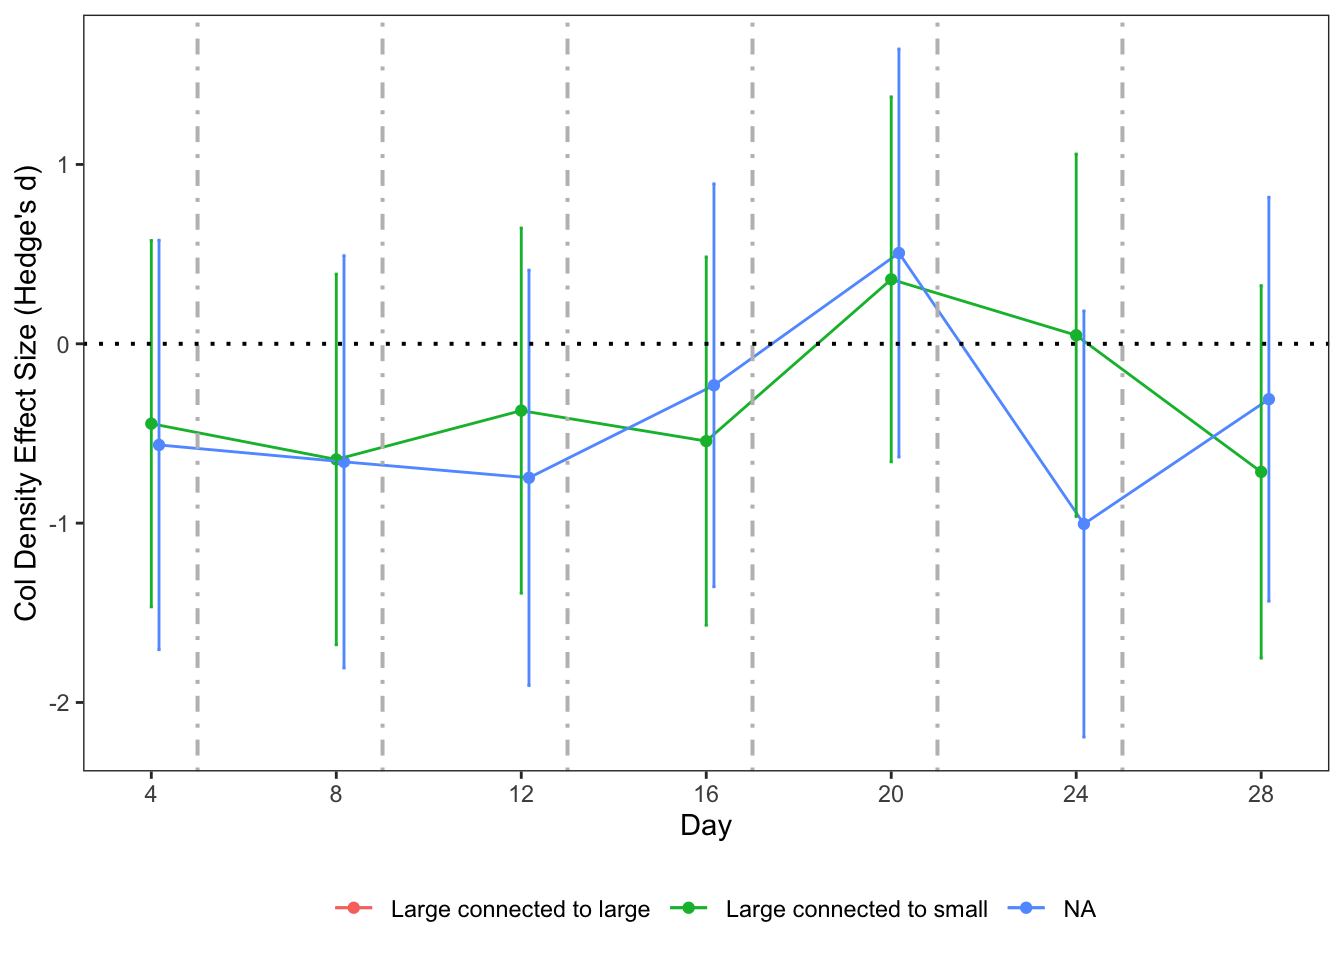 Col Density Effect Size (Hedge's d)
1
0
-1
-2
4 8 12 16 20 24 28
Day
Large connected to large Large connected to small NA